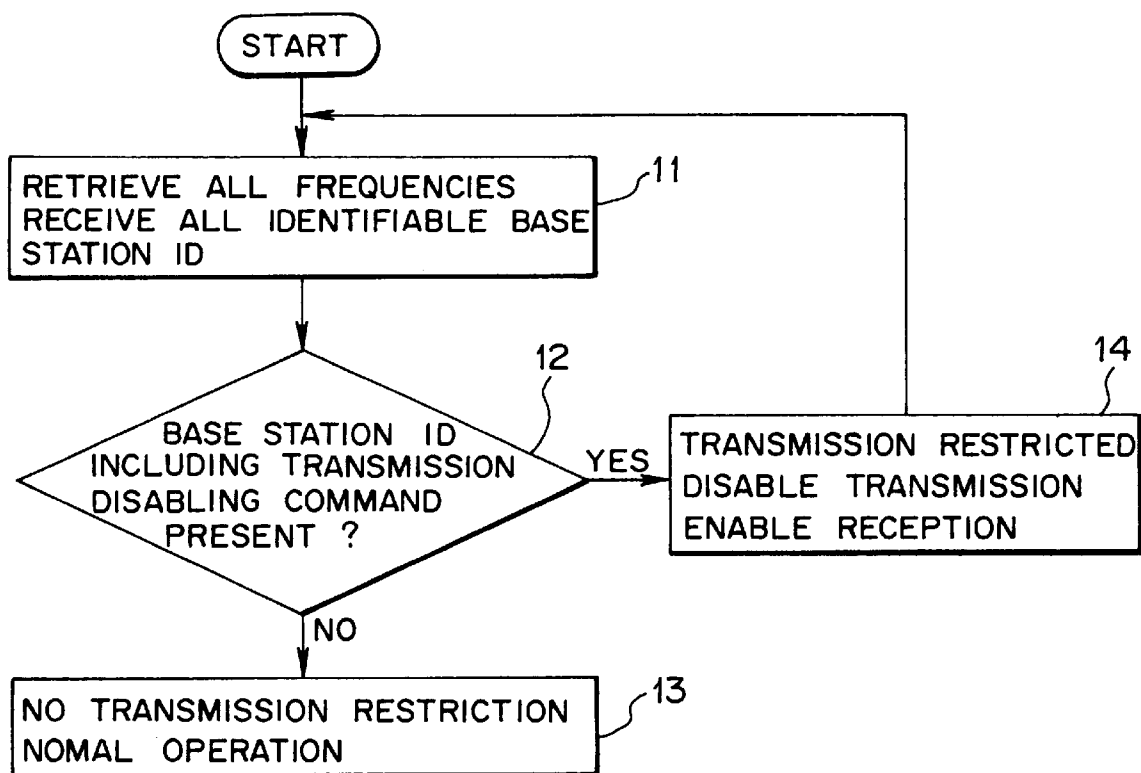 START
RETRIEVE ALL FREQUENCIES
RECEIVE ALL IDENTIFIABLE BASE
STATION ID
11
12
BASE STATION ID
INCLUDING TRANSMISSION
DISABLING COMMAND
PRESENT ?
YES
14
TRANSMISSION RESTRICTED
DISABLE TRANSMISSION
ENABLE RECEPTION
NO
13
NO TRANSMISSION RESTRICTION
NOMAL OPERATION